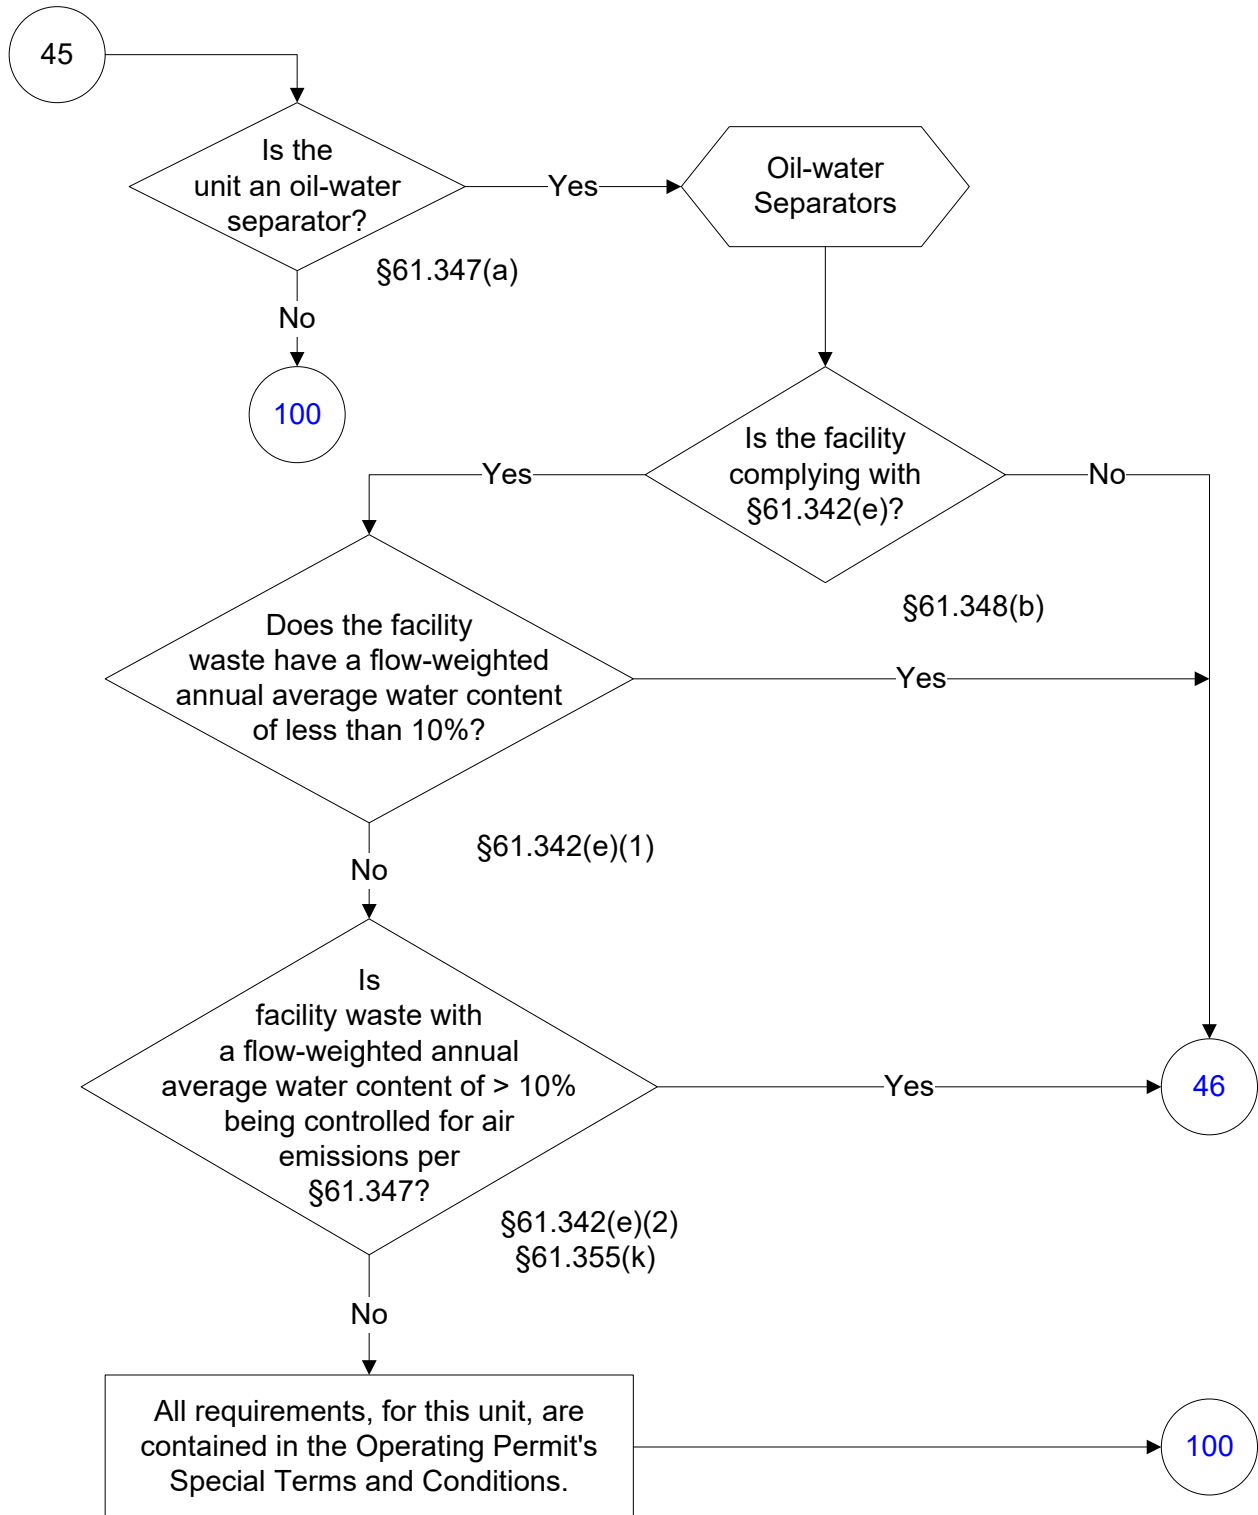 45
Is the
unit an oil-water
separator?
Yes
Oil-water
Separators
§61.347(a)
No
100
Is the facility
complying with
§61.342(e)?
Yes
No
§61.348(b)
Does the facility
waste have a flow-weighted
annual average water content
of less than 10%?
Yes
§61.342(e)(1)
No
Is
facility waste with
a flow-weighted annual
average water content of > 10%
being controlled for air
emissions per
§61.347?
Yes
46
§61.342(e)(2)
§61.355(k)
No
All requirements, for this unit, are
contained in the Operating Permit's
Special Terms and Conditions.
100